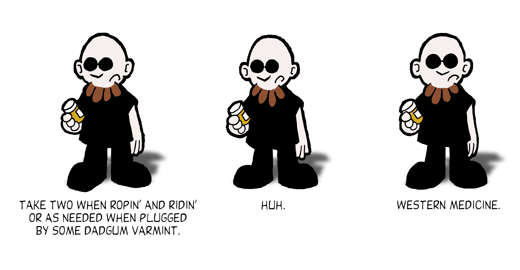 TAKE TWO WHEN ROPIN' AND RIDIN'
OR AS NEEDED WHEN PLUGGED
BY SOME DADGUM VARMINT.
HUH.
WESTERN MEDICINE.